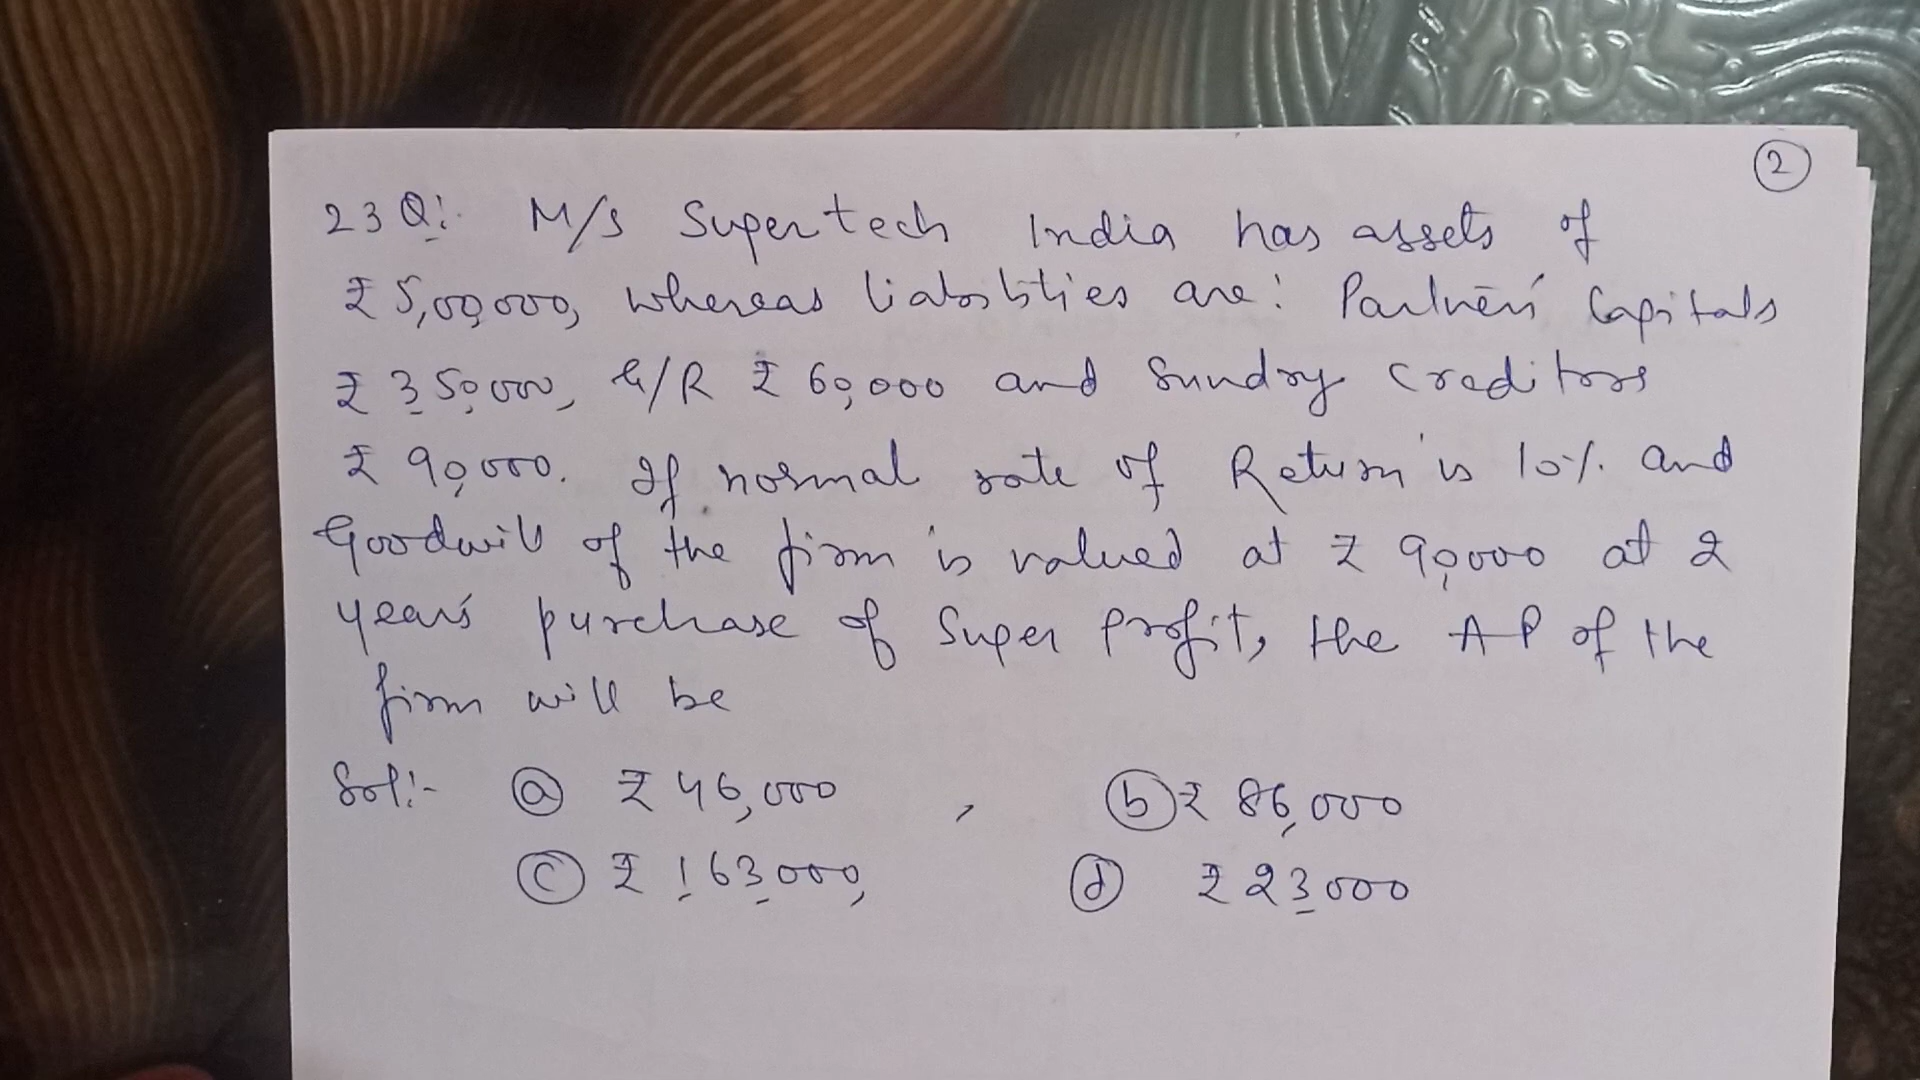 2
23 Q:- M/S Supertech India has assets of
₹ 5,00,000, whereas liabilities are: Partners' Capitals
₹ 3,50,000, G/R ₹ 60,000 and Sundry Creditors
₹ 90,000. If normal rate of Return is 10% and
Goodwill of the firm is valued at ₹ 90,000 at 2
year's purchase of Super Profit, the AP of the
firm will be
Sol:- (a) ₹ 46,000 , (b) ₹ 86,000
(c) ₹ 1,63,000, (d) ₹ 23,000